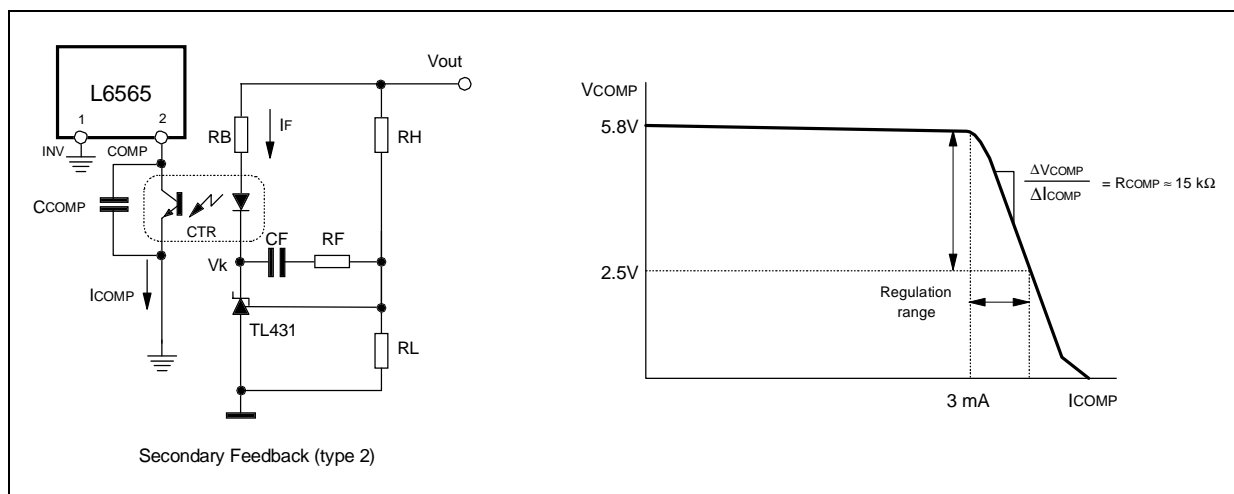 L6565
1
2
INV
COMP
CCOMP
ICOMP
CTR
RB
IF
Vout
RH
CF
RF
Vk
TL431
RL
Secondary Feedback (type 2)
VCOMP
5.8V
2.5V
ΔVCOMP
ΔICOMP
= RCOMP ≈ 15 kΩ
Regulation
range
3 mA
ICOMP